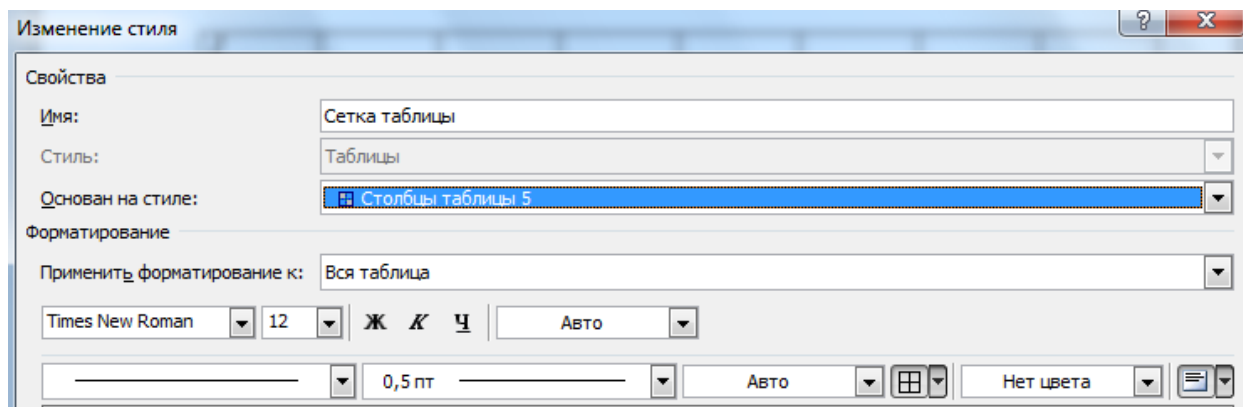 Изменение стиля
?
Свойства
Имя: Сетка таблицы
Стиль: Таблицы
Основан на стиле: Столбцы таблицы 5
Форматирование
Применить форматирование к: Вся таблица
Times New Roman 12 Ж К Ч Авто
0,5 пт Авто Нет цвета